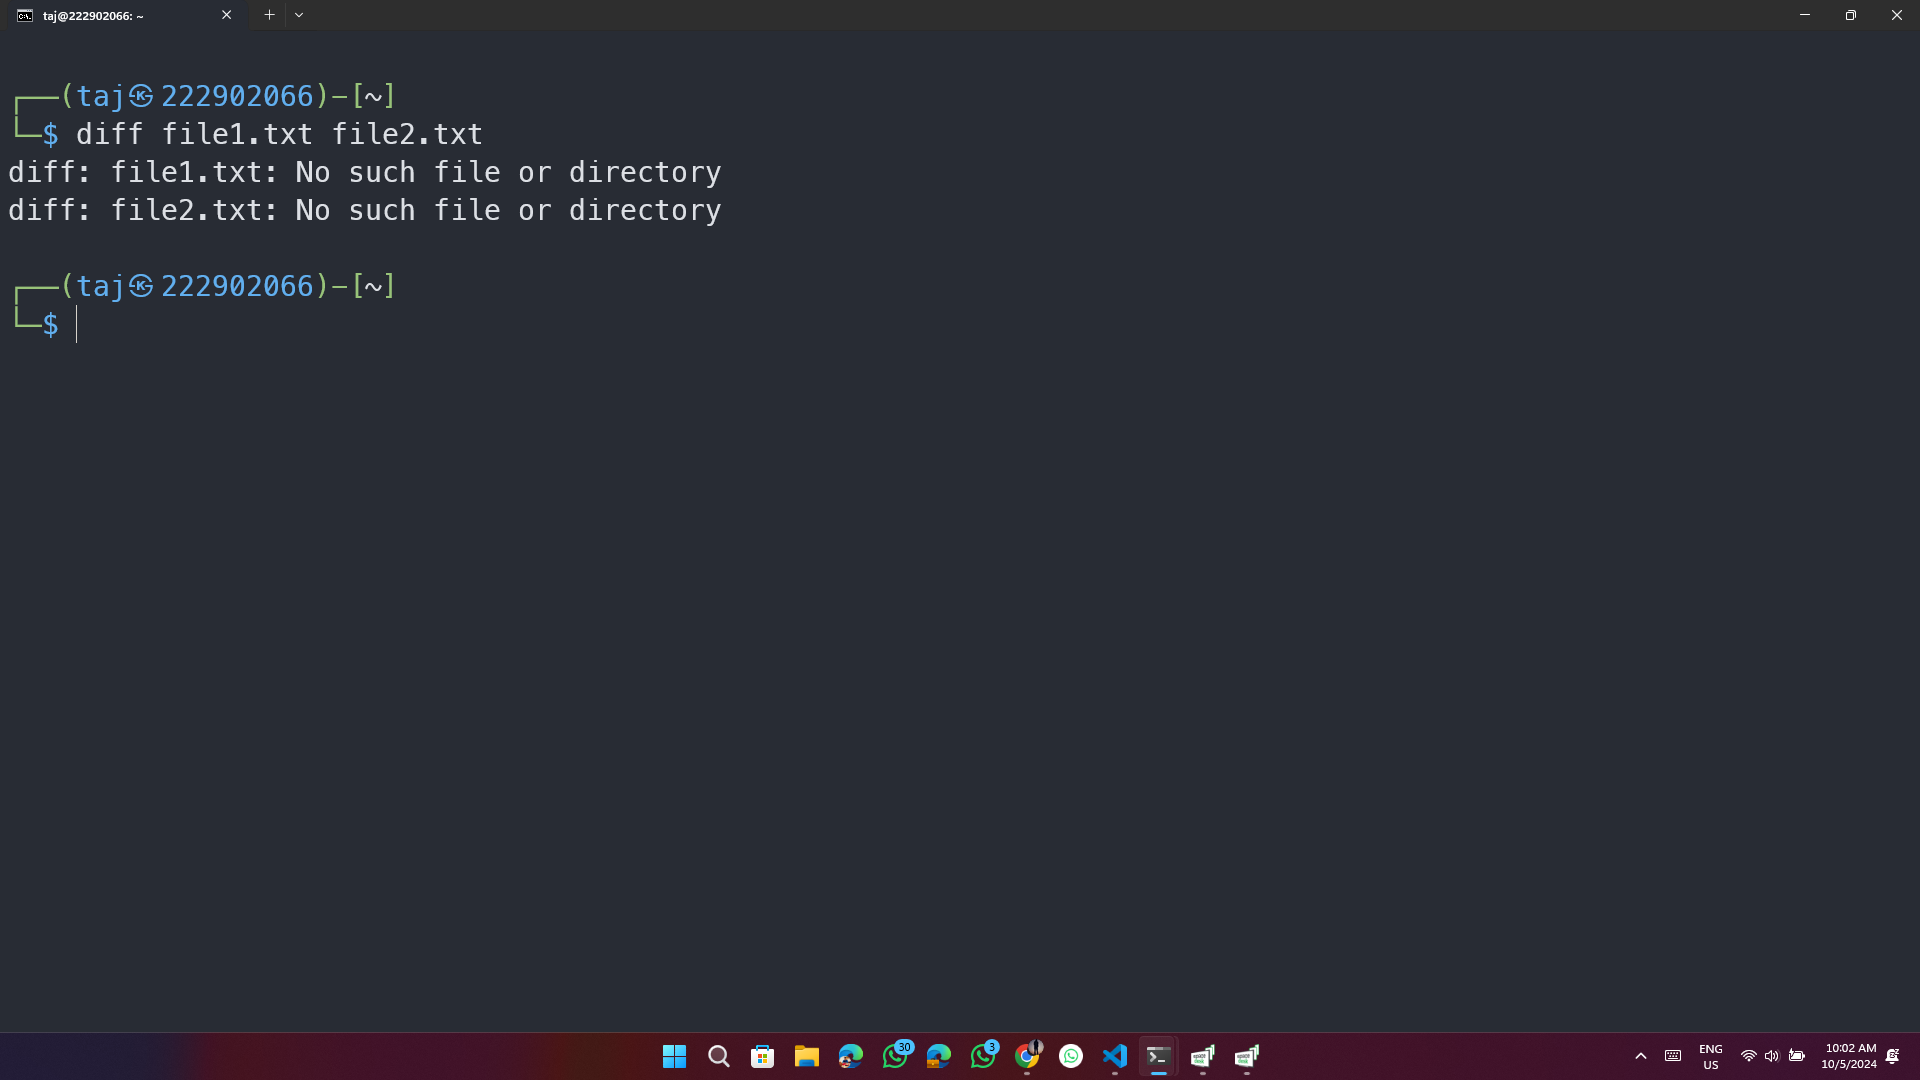 taj@222902066: ~
┌──(taj㉿222902066)-[~]
└─$ diff file1.txt file2.txt
diff: file1.txt: No such file or directory
diff: file2.txt: No such file or directory
┌──(taj㉿222902066)-[~]
└─$
30
3
ENG
US
10:02 AM
10/5/2024